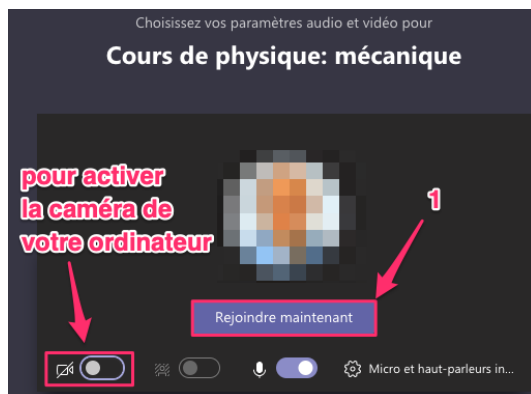 Choisissez vos paramètres audio et vidéo pour
Cours de physique: mécanique
pour activer
la caméra de
votre ordinateur
1
Rejoindre maintenant
Micro et haut-parleurs in...